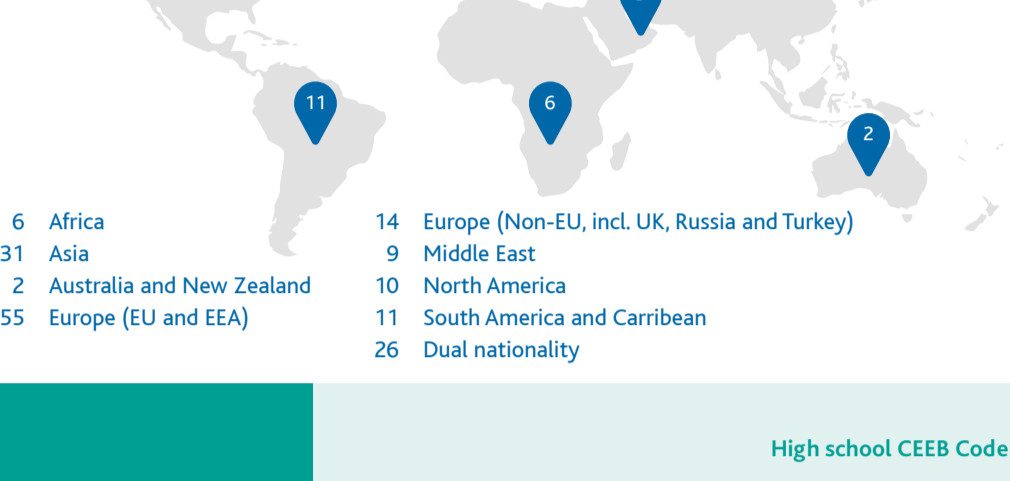 11
6
2
6 Africa
31 Asia
2 Australia and New Zealand
55 Europe (EU and EEA)
14 Europe (Non-EU, incl. UK, Russia and Turkey)
9 Middle East
10 North America
11 South America and Carribean
26 Dual nationality
High school CEEB Code